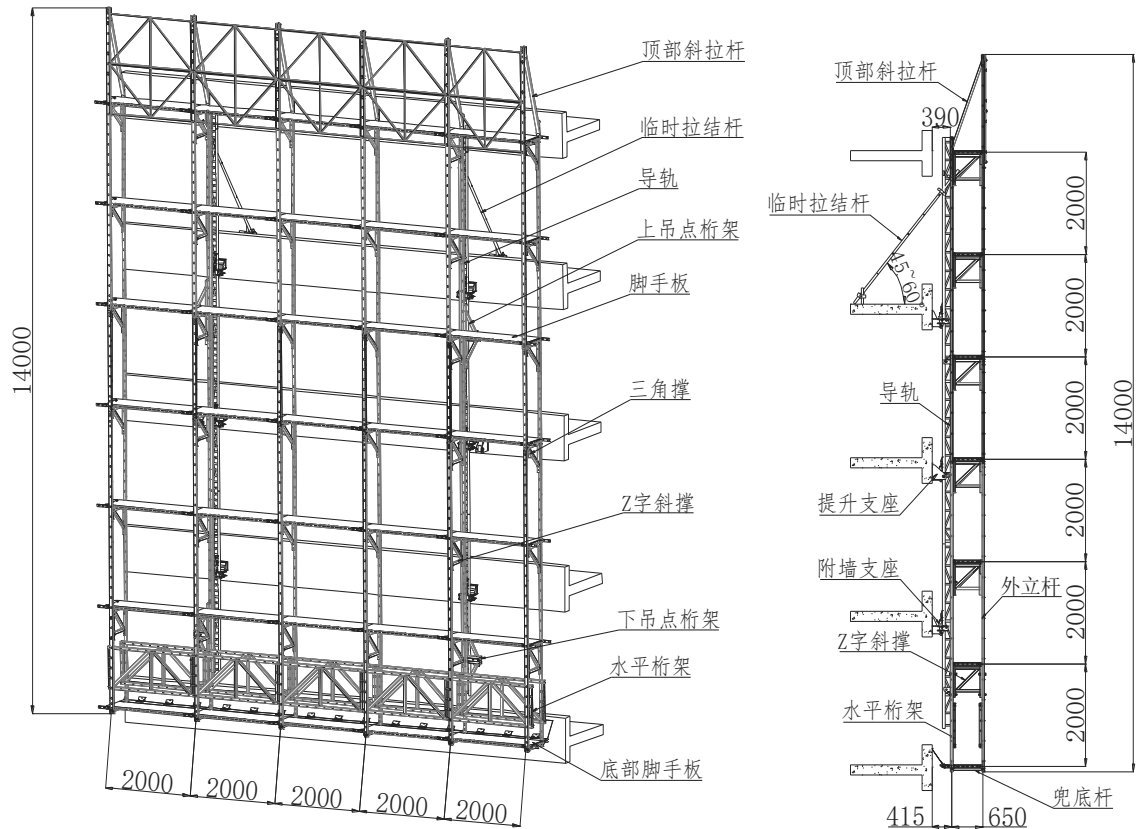 顶部斜拉杆
临时拉结杆
导轨
上吊点桁架
脚手板
14000
三角撑
Z字斜撑
下吊点桁架
水平桁架
底部脚手板
2000
2000
2000
2000
2000
顶部斜拉杆
390
临时拉结杆
45~60
导轨
提升支座
附墙支座
Z字斜撑
水平桁架
外立杆
兜底杆
2000
2000
2000
2000
2000
2000
14000
415
650